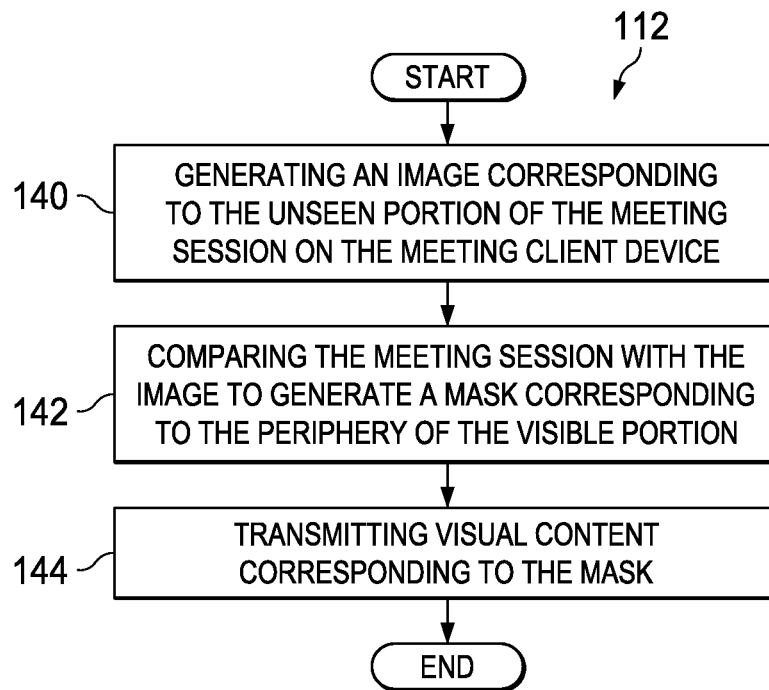 112
START
140
GENERATING AN IMAGE CORRESPONDING
TO THE UNSEEN PORTION OF THE MEETING
SESSION ON THE MEETING CLIENT DEVICE
142
COMPARING THE MEETING SESSION WITH THE
IMAGE TO GENERATE A MASK CORRESPONDING
TO THE PERIPHERY OF THE VISIBLE PORTION
144
TRANSMITTING VISUAL CONTENT
CORRESPONDING TO THE MASK
END